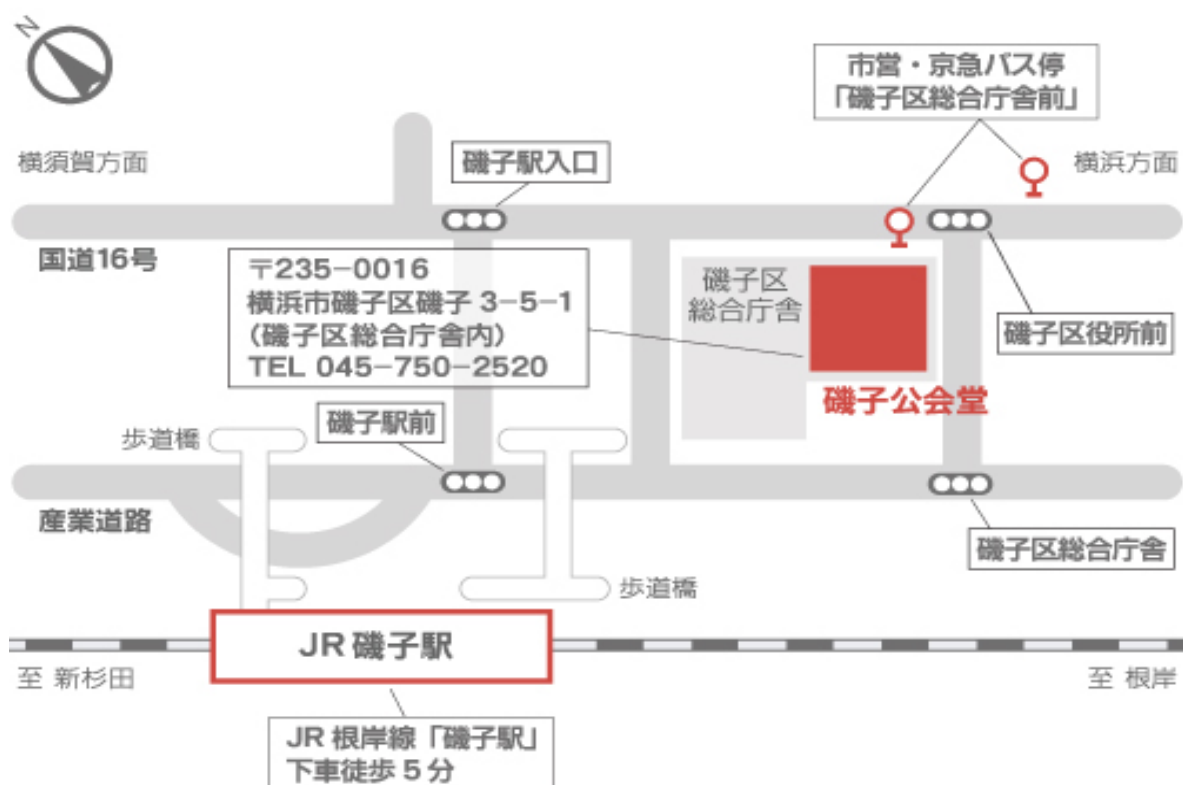 N
市営・京急バス停
「磯子区総合庁舎前」
横須賀方面
磯子駅入口
横浜方面
国道16号
〒235-0016
横浜市磯子区磯子 3-5-1
(磯子区総合庁舎内)
TEL 045-750-2520
磯子区
総合庁舎
磯子区役所前
磯子公会堂
歩道橋
磯子駅前
産業道路
磯子区総合庁舎
歩道橋
JR 磯子駅
至 新杉田
至 根岸
JR 根岸線「磯子駅」
下車徒歩 5 分